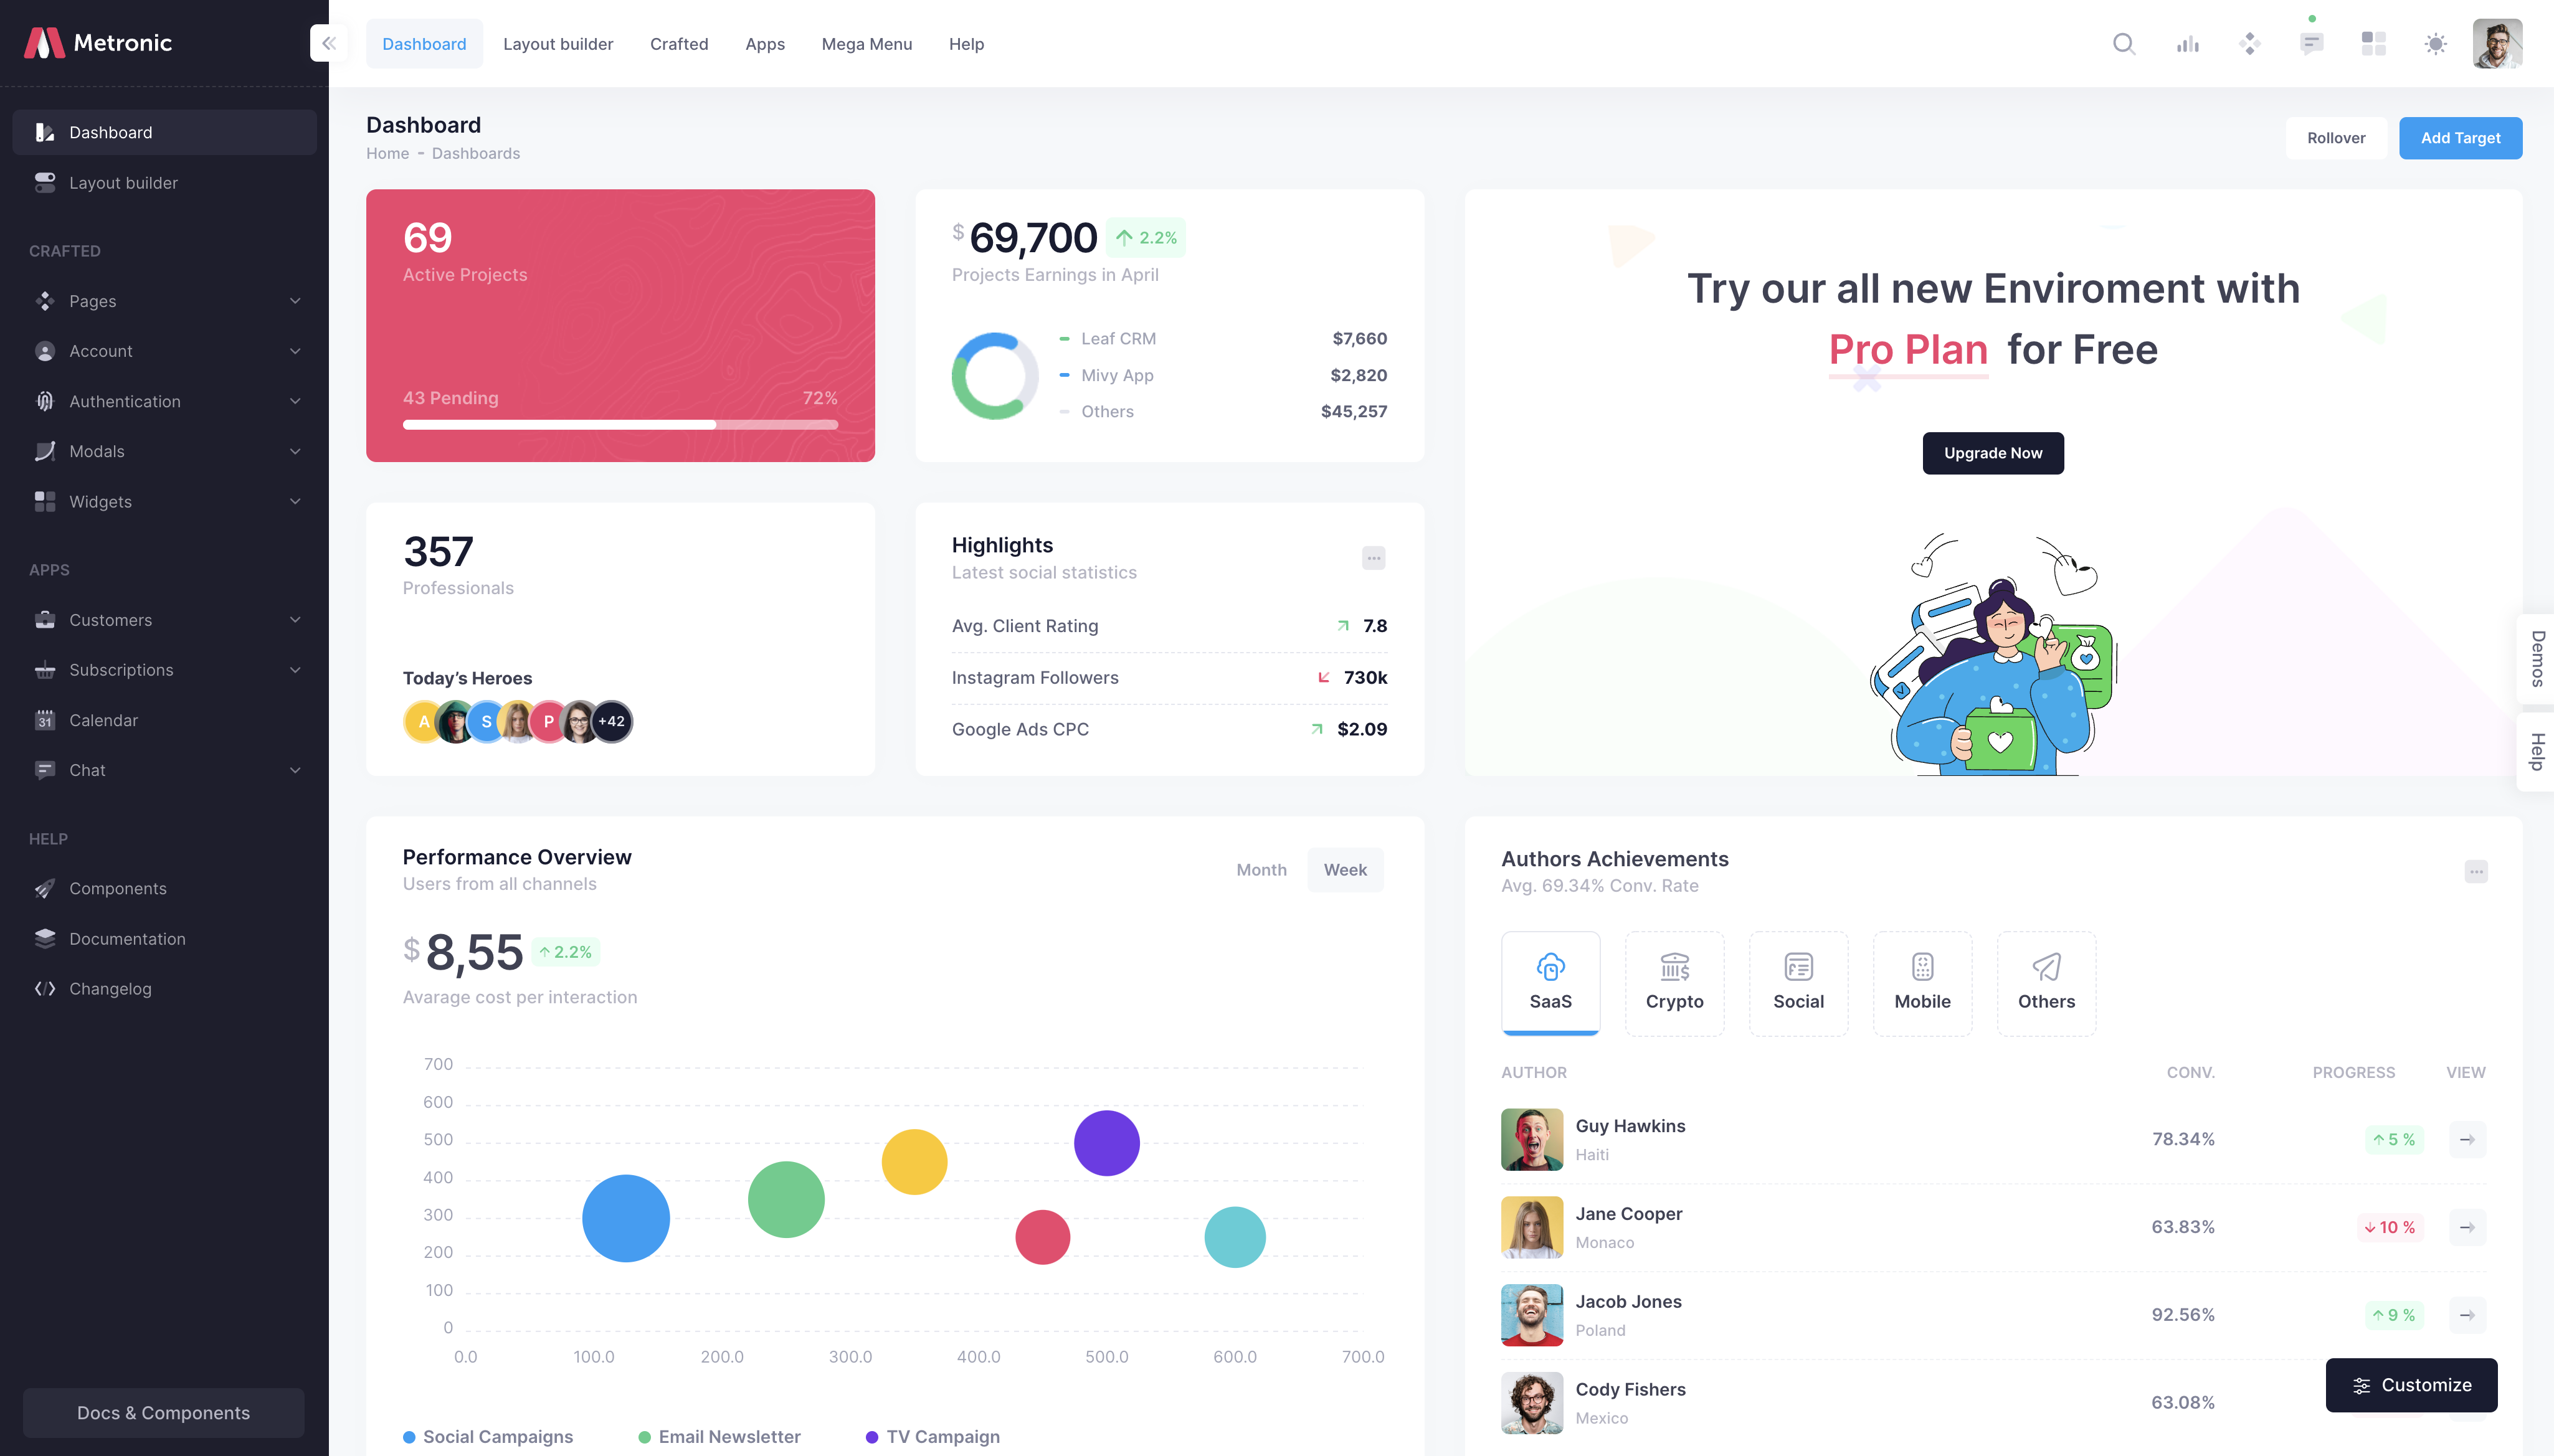 Metronic
Dashboard
Layout builder
CRAFTED
Pages
Account
Authentication
Modals
Widgets
APPS
Customers
Subscriptions
31
Calendar
Chat
HELP
Components
Documentation
Changelog
Docs & Components
Dashboard
Layout builder
Crafted
Apps
Mega Menu
Help
Dashboard
Home - Dashboards
Rollover
Add Target
69
Active Projects
43 Pending
72%
$ 69,700 2.2%
Projects Earnings in April
Leaf CRM $7,660
Mivy App $2,820
Others $45,257
357
Professionals
Today’s Heroes
A S P +42
Highlights
Latest social statistics
Avg. Client Rating 7.8
Instagram Followers 730k
Google Ads CPC $2.09
Try our all new Enviroment with
Pro Plan for Free
Upgrade Now
Demos
Help
Performance Overview
Users from all channels
Month
Week
$ 8,55 2.2%
Avarage cost per interaction
700
600
500
400
300
200
100
0
0.0 100.0 200.0 300.0 400.0 500.0 600.0 700.0
Social Campaigns Email Newsletter TV Campaign
Authors Achievements
Avg. 69.34% Conv. Rate
SaaS
Crypto
Social
Mobile
Others
AUTHOR CONV. PROGRESS VIEW
Guy Hawkins
Haiti
78.34% 5 %
Jane Cooper
Monaco
63.83% 10 %
Jacob Jones
Poland
92.56% 9 %
Cody Fishers
Mexico
63.08%
Customize